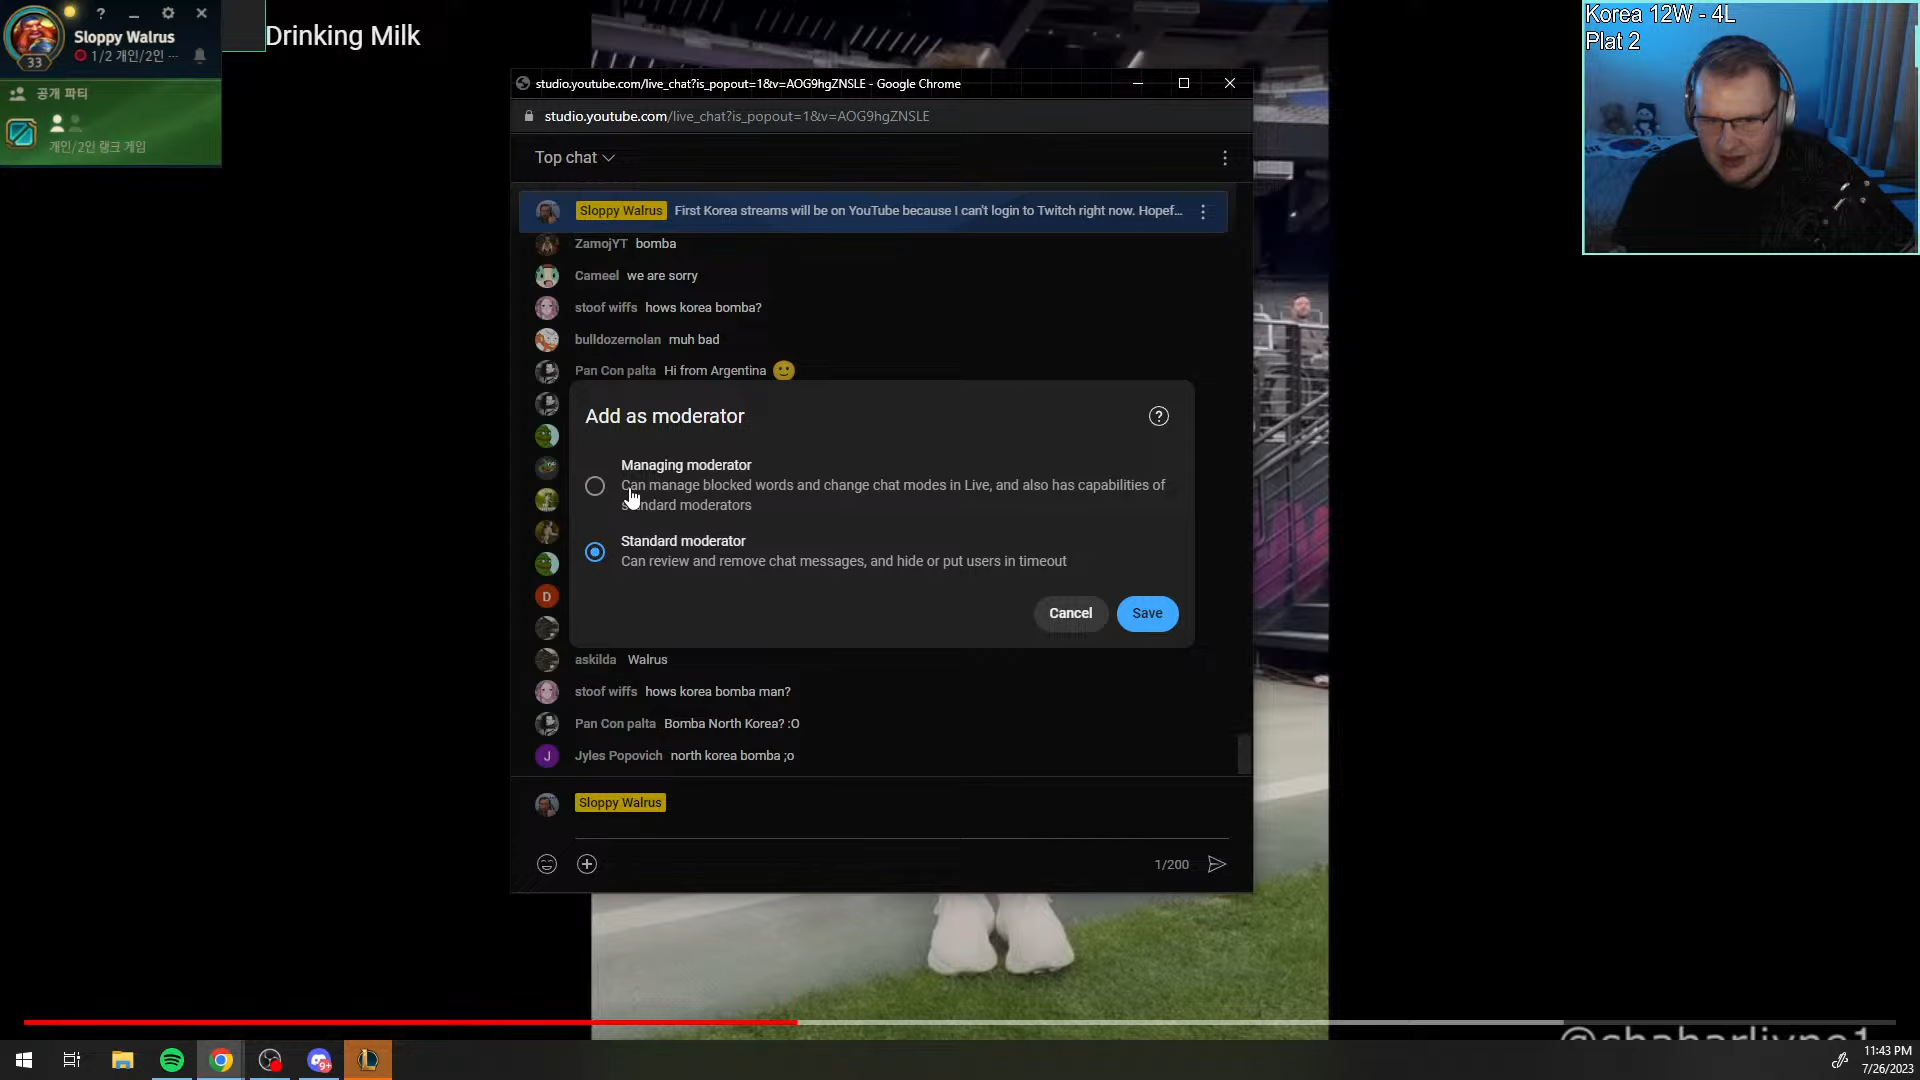 ?
Sloppy Walrus
33
1/2 개인/2인 ...
공개 파티
개인/2인 랭크 게임
Drinking Milk
Korea 12W - 4L
Plat 2
studio.youtube.com/live_chat?is_popout=1&v=AOG9hgZNSLE - Google Chrome
studio.youtube.com/live_chat?is_popout=1&v=AOG9hgZNSLE
Top chat
Sloppy Walrus First Korea streams will be on YouTube because I can't login to Twitch right now. Hopef...
ZamojYT bomba
Cameel we are sorry
stoof wiffs hows korea bomba?
bulldozernolan muh bad
Pan Con palta Hi from Argentina
Add as moderator
?
Managing moderator
Can manage blocked words and change chat modes in Live, and also has capabilities of
standard moderators
Standard moderator
Can review and remove chat messages, and hide or put users in timeout
D
Cancel
Save
askilda Walrus
stoof wiffs hows korea bomba man?
Pan Con palta Bomba North Korea? :O
J
Jyles Popovich north korea bomba ;o
Sloppy Walrus
1/200
9+
11:43 PM
7/26/2023